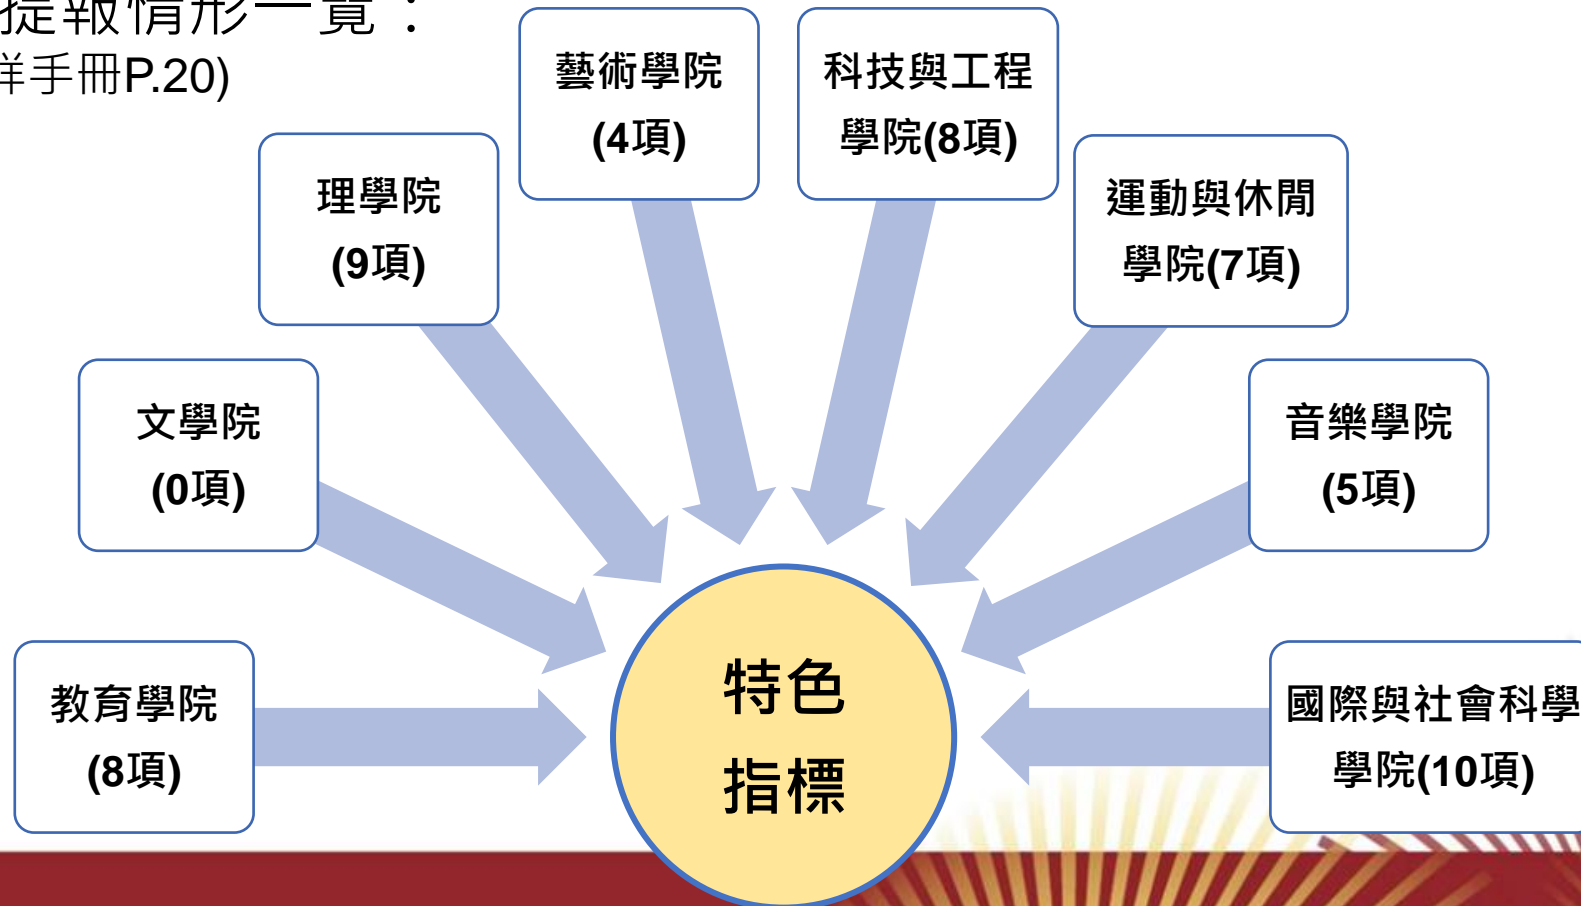 提報情形一覽：
詳手冊P.20)
藝術學院
(4項)
科技與工程
學院(8項)
理學院
(9項)
運動與休閒
學院(7項)
文學院
(0項)
音樂學院
(5項)
教育學院
(8項)
特色
指標
國際與社會科學
學院(10項)